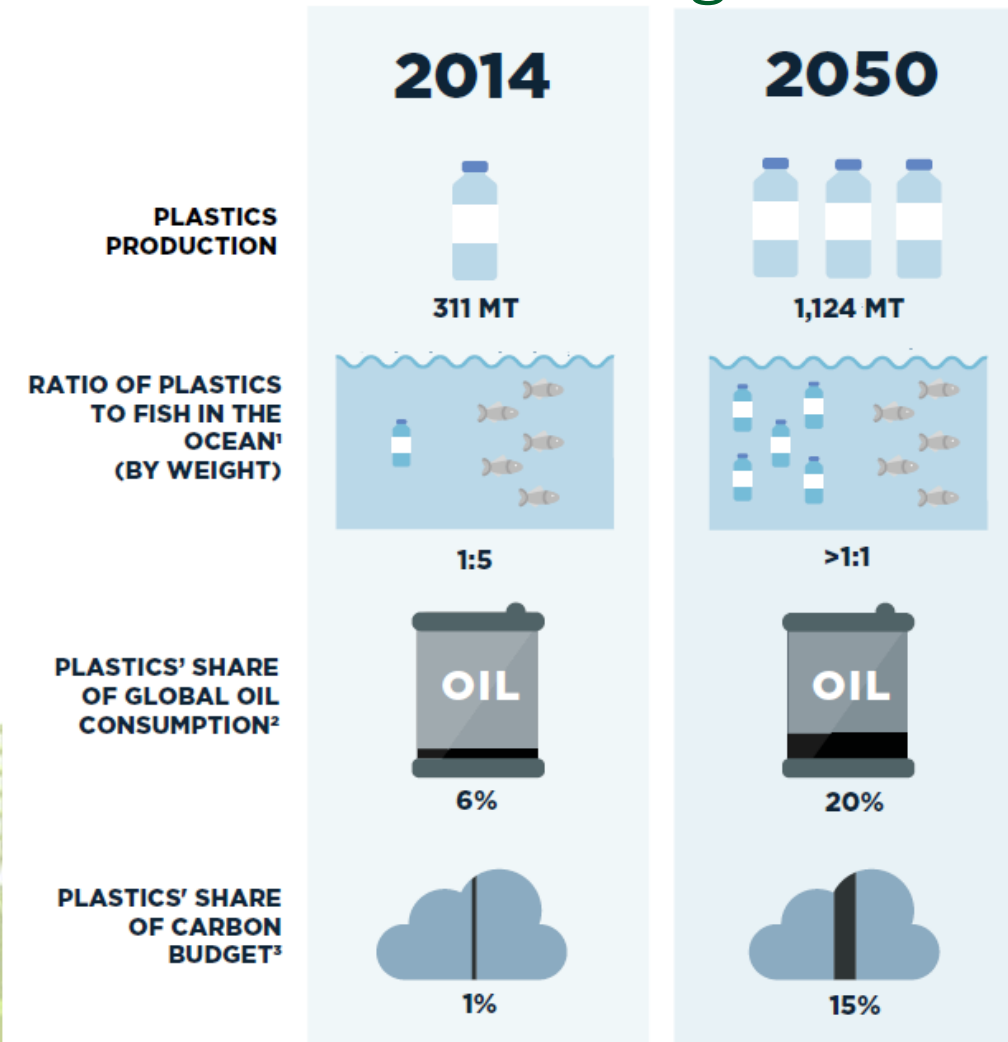 2014
2050
PLASTICS
PRODUCTION
311 MT
1,124 MT
RATIO OF PLASTICS
TO FISH IN THE
OCEAN¹
(BY WEIGHT)
1:5
>1:1
PLASTICS’ SHARE
OF GLOBAL OIL
CONSUMPTION²
OIL
OIL
6%
20%
PLASTICS' SHARE
OF CARBON
BUDGET³
1%
15%